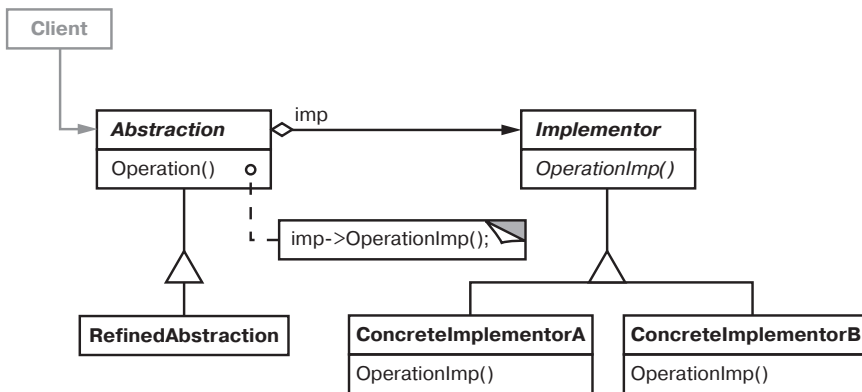 Client
imp
Abstraction
Implementor
Operation()
OperationImp()
imp->OperationImp();
RefinedAbstraction
ConcreteImplementorA
ConcreteImplementorB
OperationImp()
OperationImp()